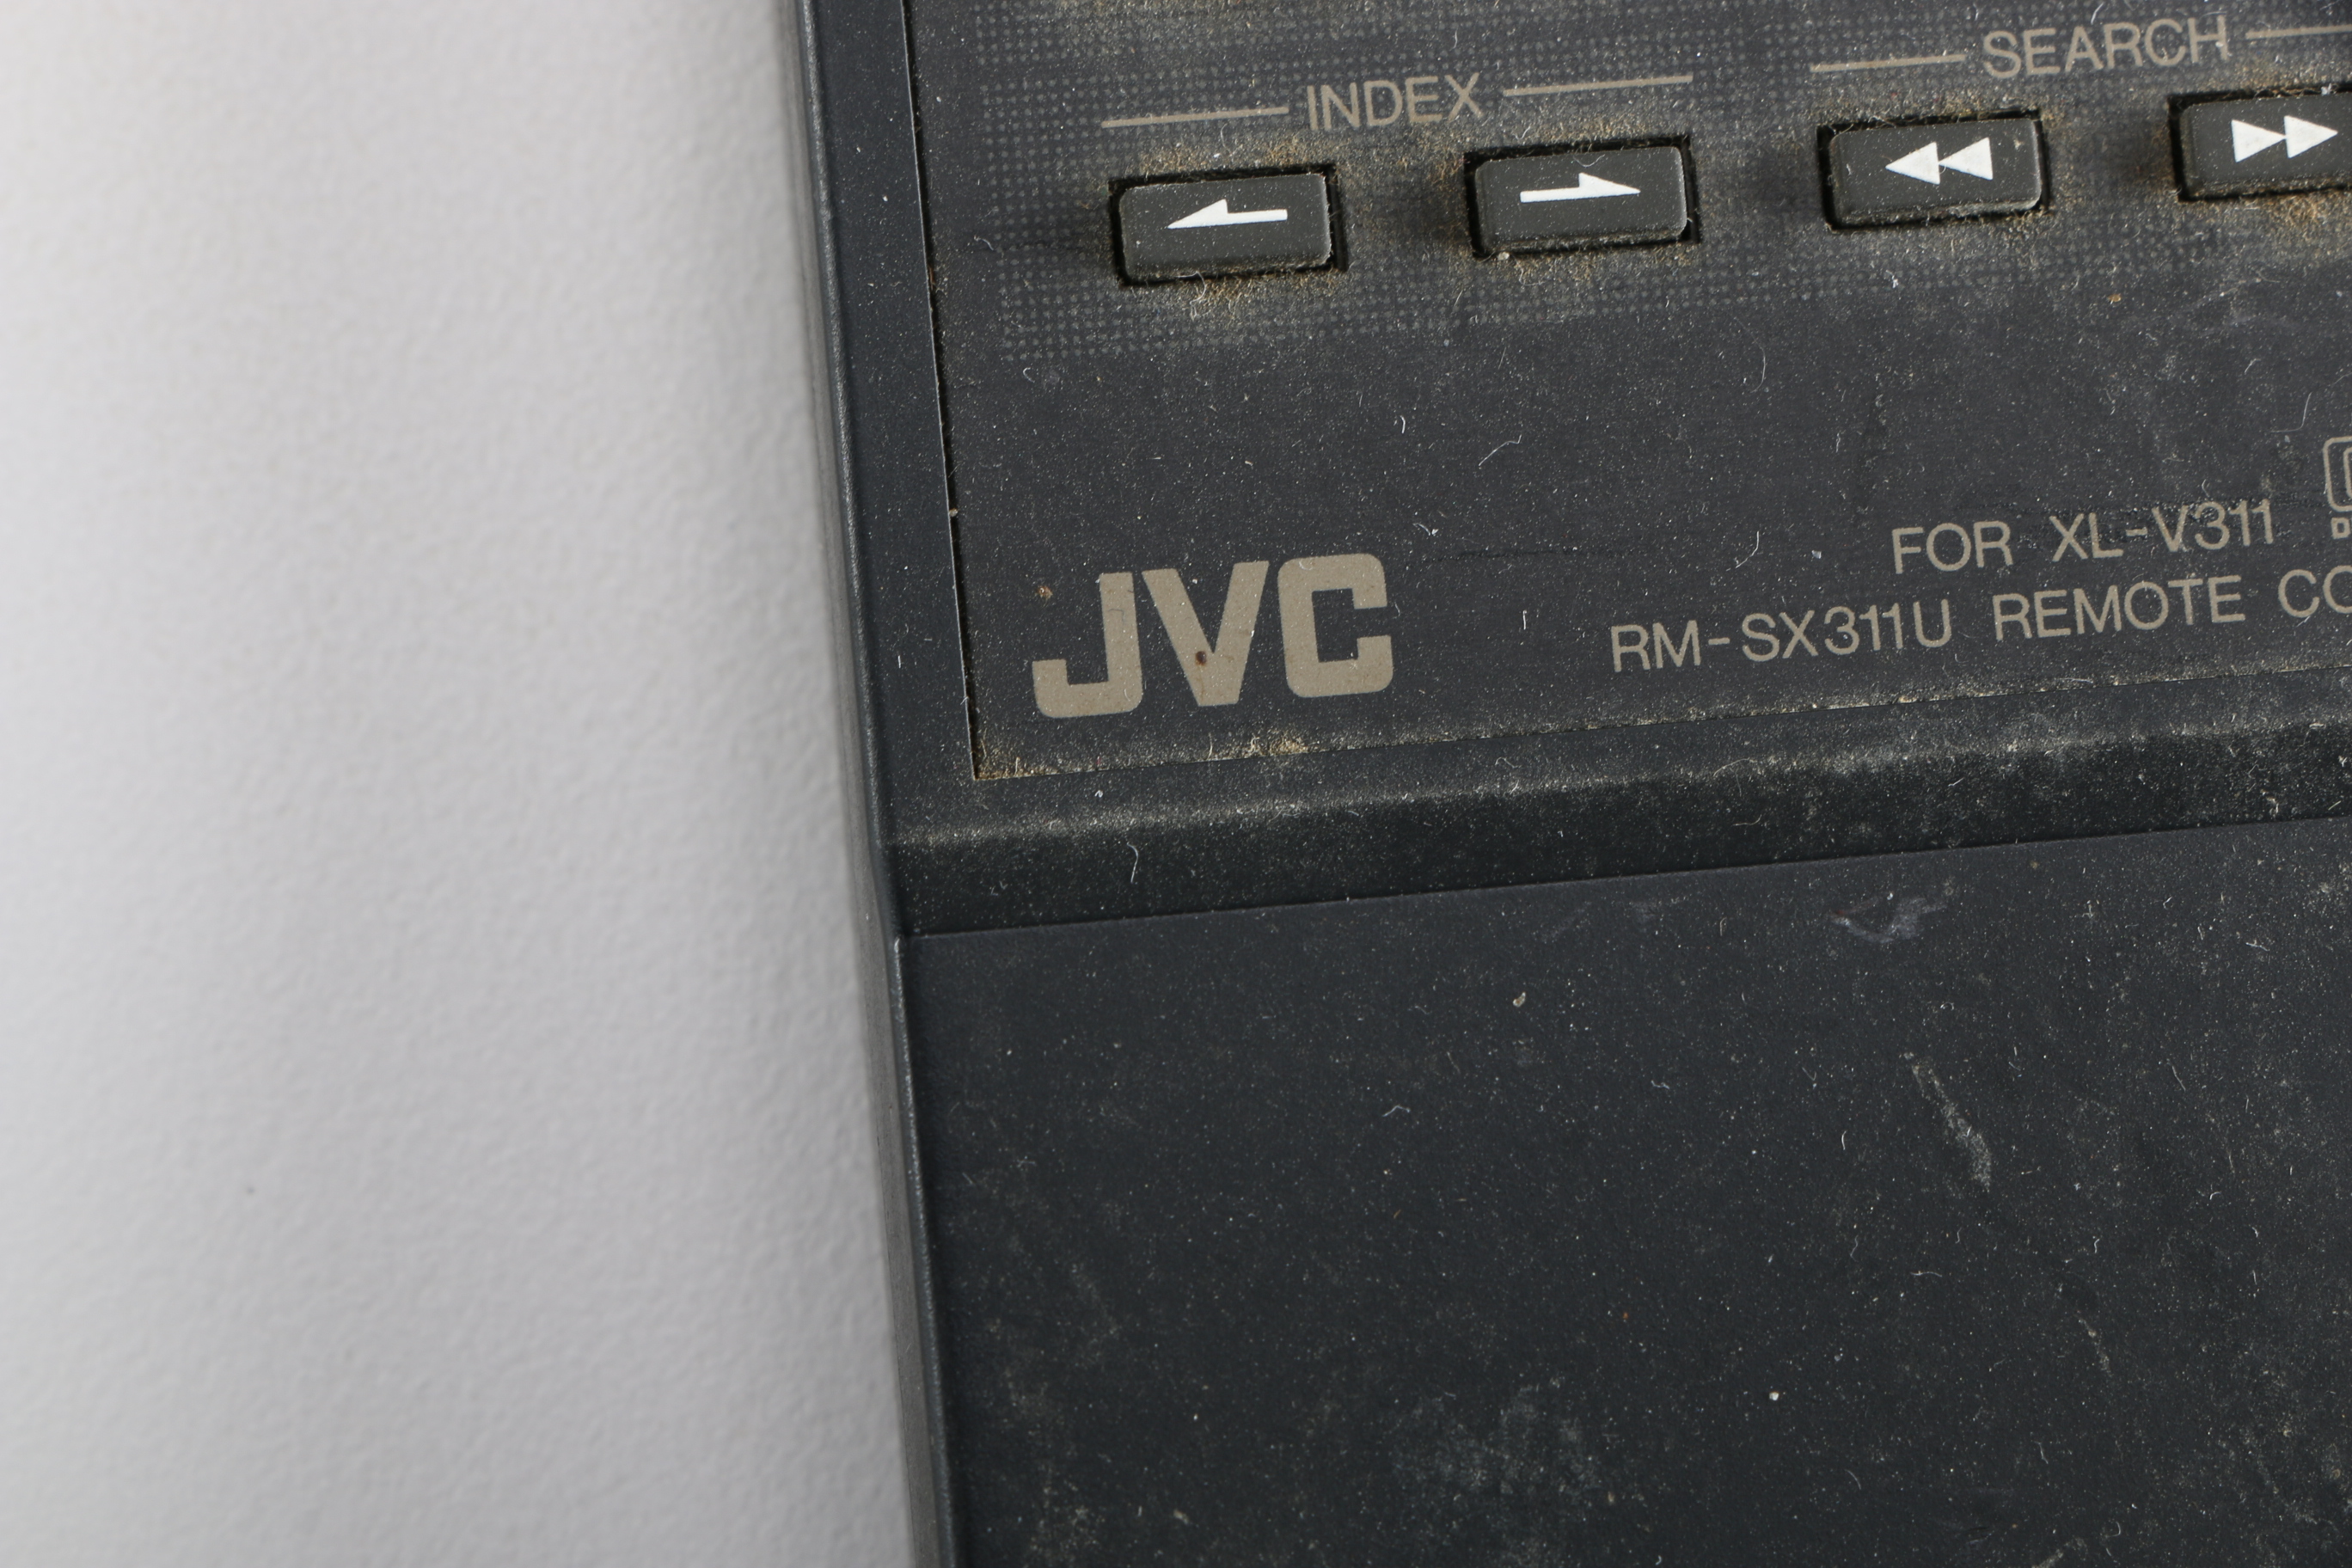 INDEX SEARCH
FOR XL-V311
JVC RM-SX311U REMOTE